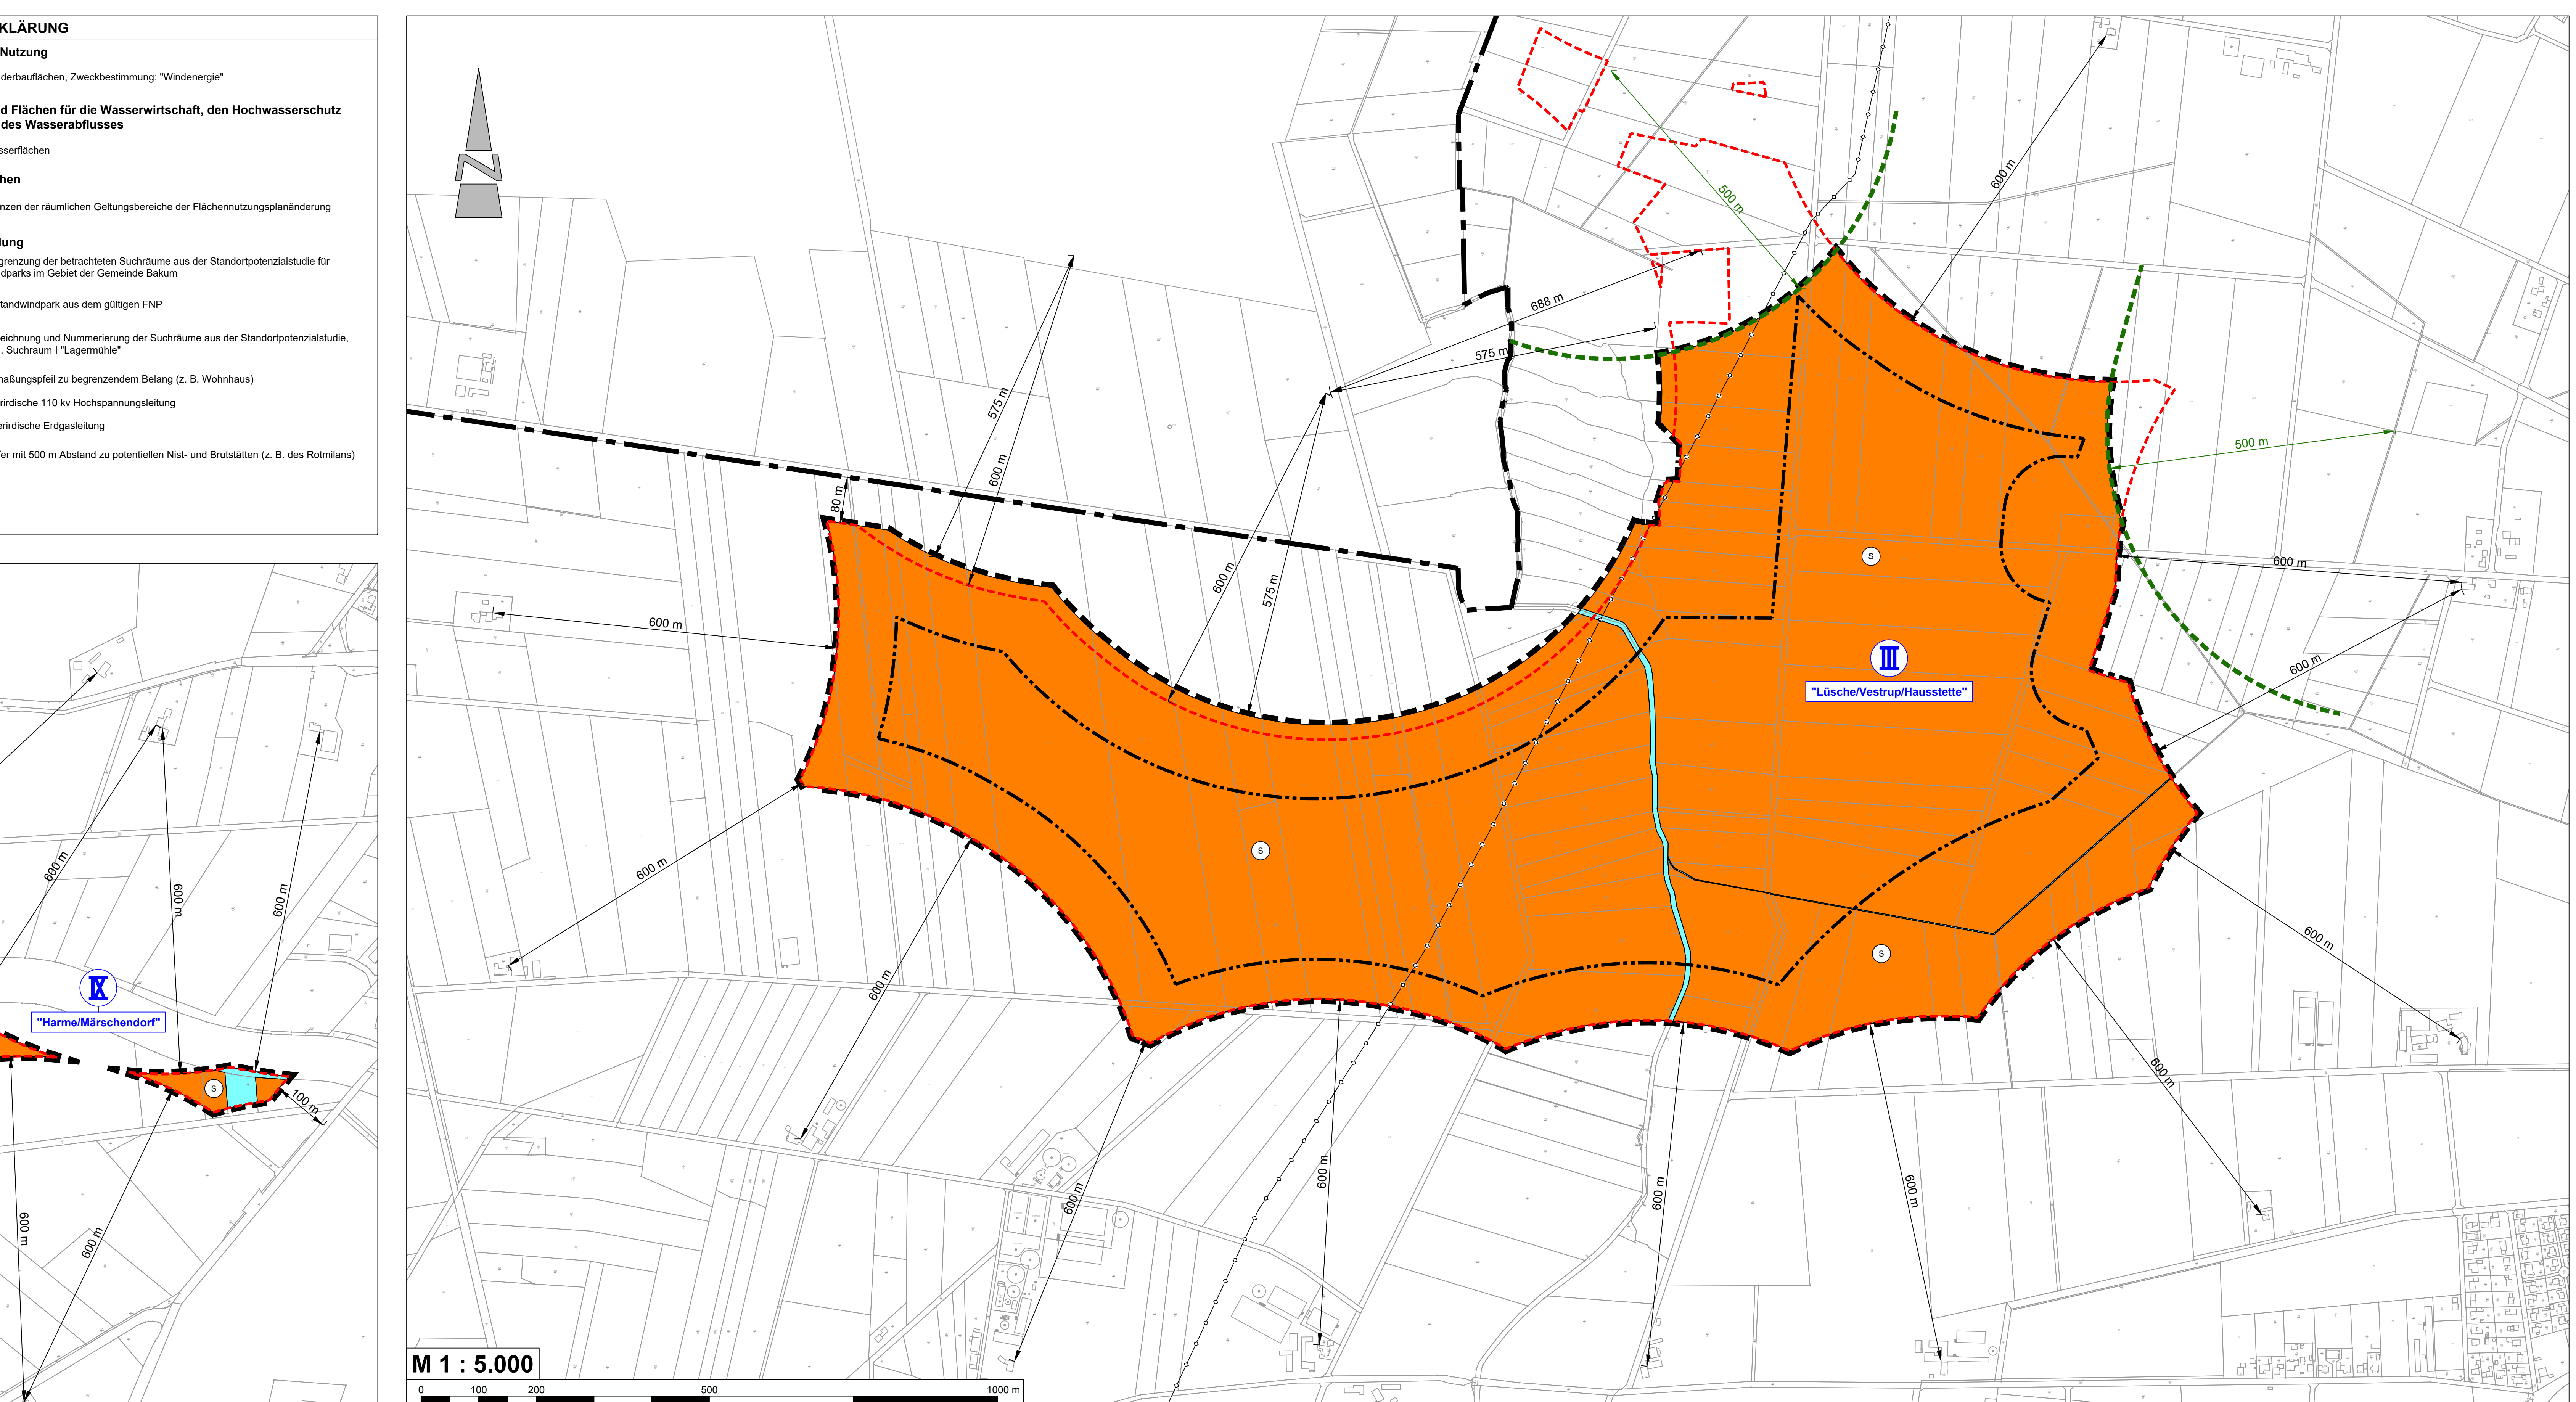 KLÄRUNG
Nutzung
nderbauflächen, Zweckbestimmung: "Windenergie"
d Flächen für die Wasserwirtschaft, den Hochwasserschutz
des Wasserabflusses
sserflächen
hen
nzen der räumlichen Geltungsbereiche der Flächennutzungsplanänderung
lung
grenzung der betrachteten Suchräume aus der Standortpotenzialstudie für
dparks im Gebiet der Gemeinde Bakum
tandwindpark aus dem gültigen FNP
eichnung und Nummerierung der Suchräume aus der Standortpotenzialstudie,
. Suchraum I "Lagermühle"
naßungspfeil zu begrenzendem Belang (z. B. Wohnhaus)
rirdische 110 kv Hochspannungsleitung
erirdische Erdgasleitung
fer mit 500 m Abstand zu potentiellen Nist- und Brutstätten (z. B. des Rotmilans)
600 m
600 m
600 m
IX
"Harme/Märschendorf"
S
100 m
600 m
600 m
N
500 m
600 m
688 m
575 m
575 m
600 m
80 m
600 m
575 m
500 m
600 m
S
600 m
600 m
III
"Lüsche/Vestrup/Hausstette"
S
600 m
S
600 m
600 m
600 m
600 m
600 m
600 m
600 m
M 1 : 5.000
0 100 200 500 1000 m